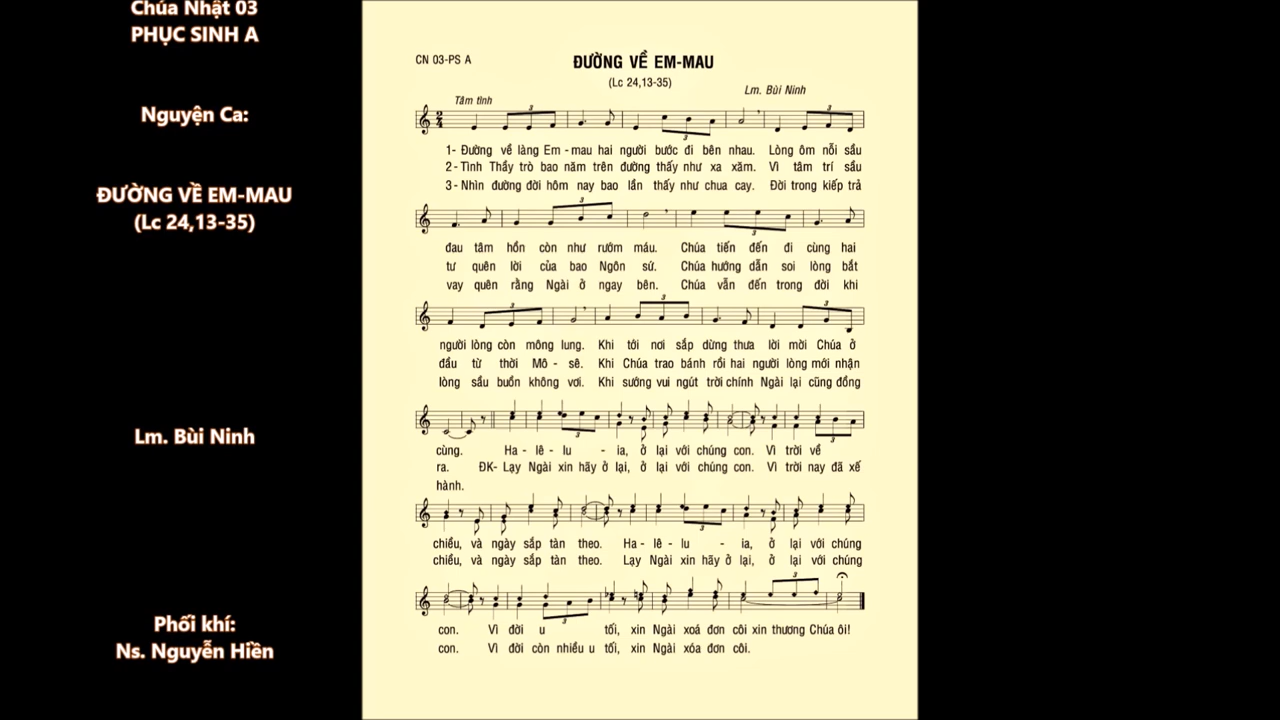 Chúa Nhật 03
PHỤC SINH A
Nguyện Ca:
ĐƯỜNG VỀ EM-MAU
(Lc 24,13-35)
Lm. Bùi Ninh
Phối khí:
Ns. Nguyễn Hiền
CN 03-PS A
ĐƯỜNG VỀ EM-MAU
(Lc 24,13-35)
Lm. Bùi Ninh
Tâm tình
1- Đường về làng Em - mau hai người bước đi bên nhau. Lòng ôm nỗi sầu
2- Tình Thầy trò bao năm trên đường thấy như xa xăm. Vì tâm trí sầu
3- Nhìn đường đời hôm nay bao lần thấy như chua cay. Đời trong kiếp trả
đau tâm hồn còn như rướm máu. Chúa tiến đến đi cùng hai
tư quên lời của bao Ngôn sứ. Chúa hướng dẫn soi lòng bắt
vay quên rằng Ngài ở ngay bên. Chúa vẫn đến trong đời khi
người lòng còn mông lung. Khi tới nơi sắp dừng thưa lời mời Chúa ở
đầu từ thời Mô - sê. Khi Chúa trao bánh rồi hai người lòng mới nhận
lòng sầu buồn không vơi. Khi sướng vui ngút trời chính Ngài lại cũng đồng
cùng. Ha - lê - lu - ia, ở lại với chúng con. Vì trời về
ra. ĐK- Lạy Ngài xin hãy ở lại, ở lại với chúng con. Vì trời nay đã xế
hành.
chiều, và ngày sắp tàn theo. Ha - lê - lu - ia, ở lại với chúng
chiều, và ngày sắp tàn theo. Lạy Ngài xin hãy ở lại, ở lại với chúng
con. Vì đời u tối, xin Ngài xoá đơn côi xin thương Chúa ôi!
con. Vì đời còn nhiều u tối, xin Ngài xóa đơn côi.